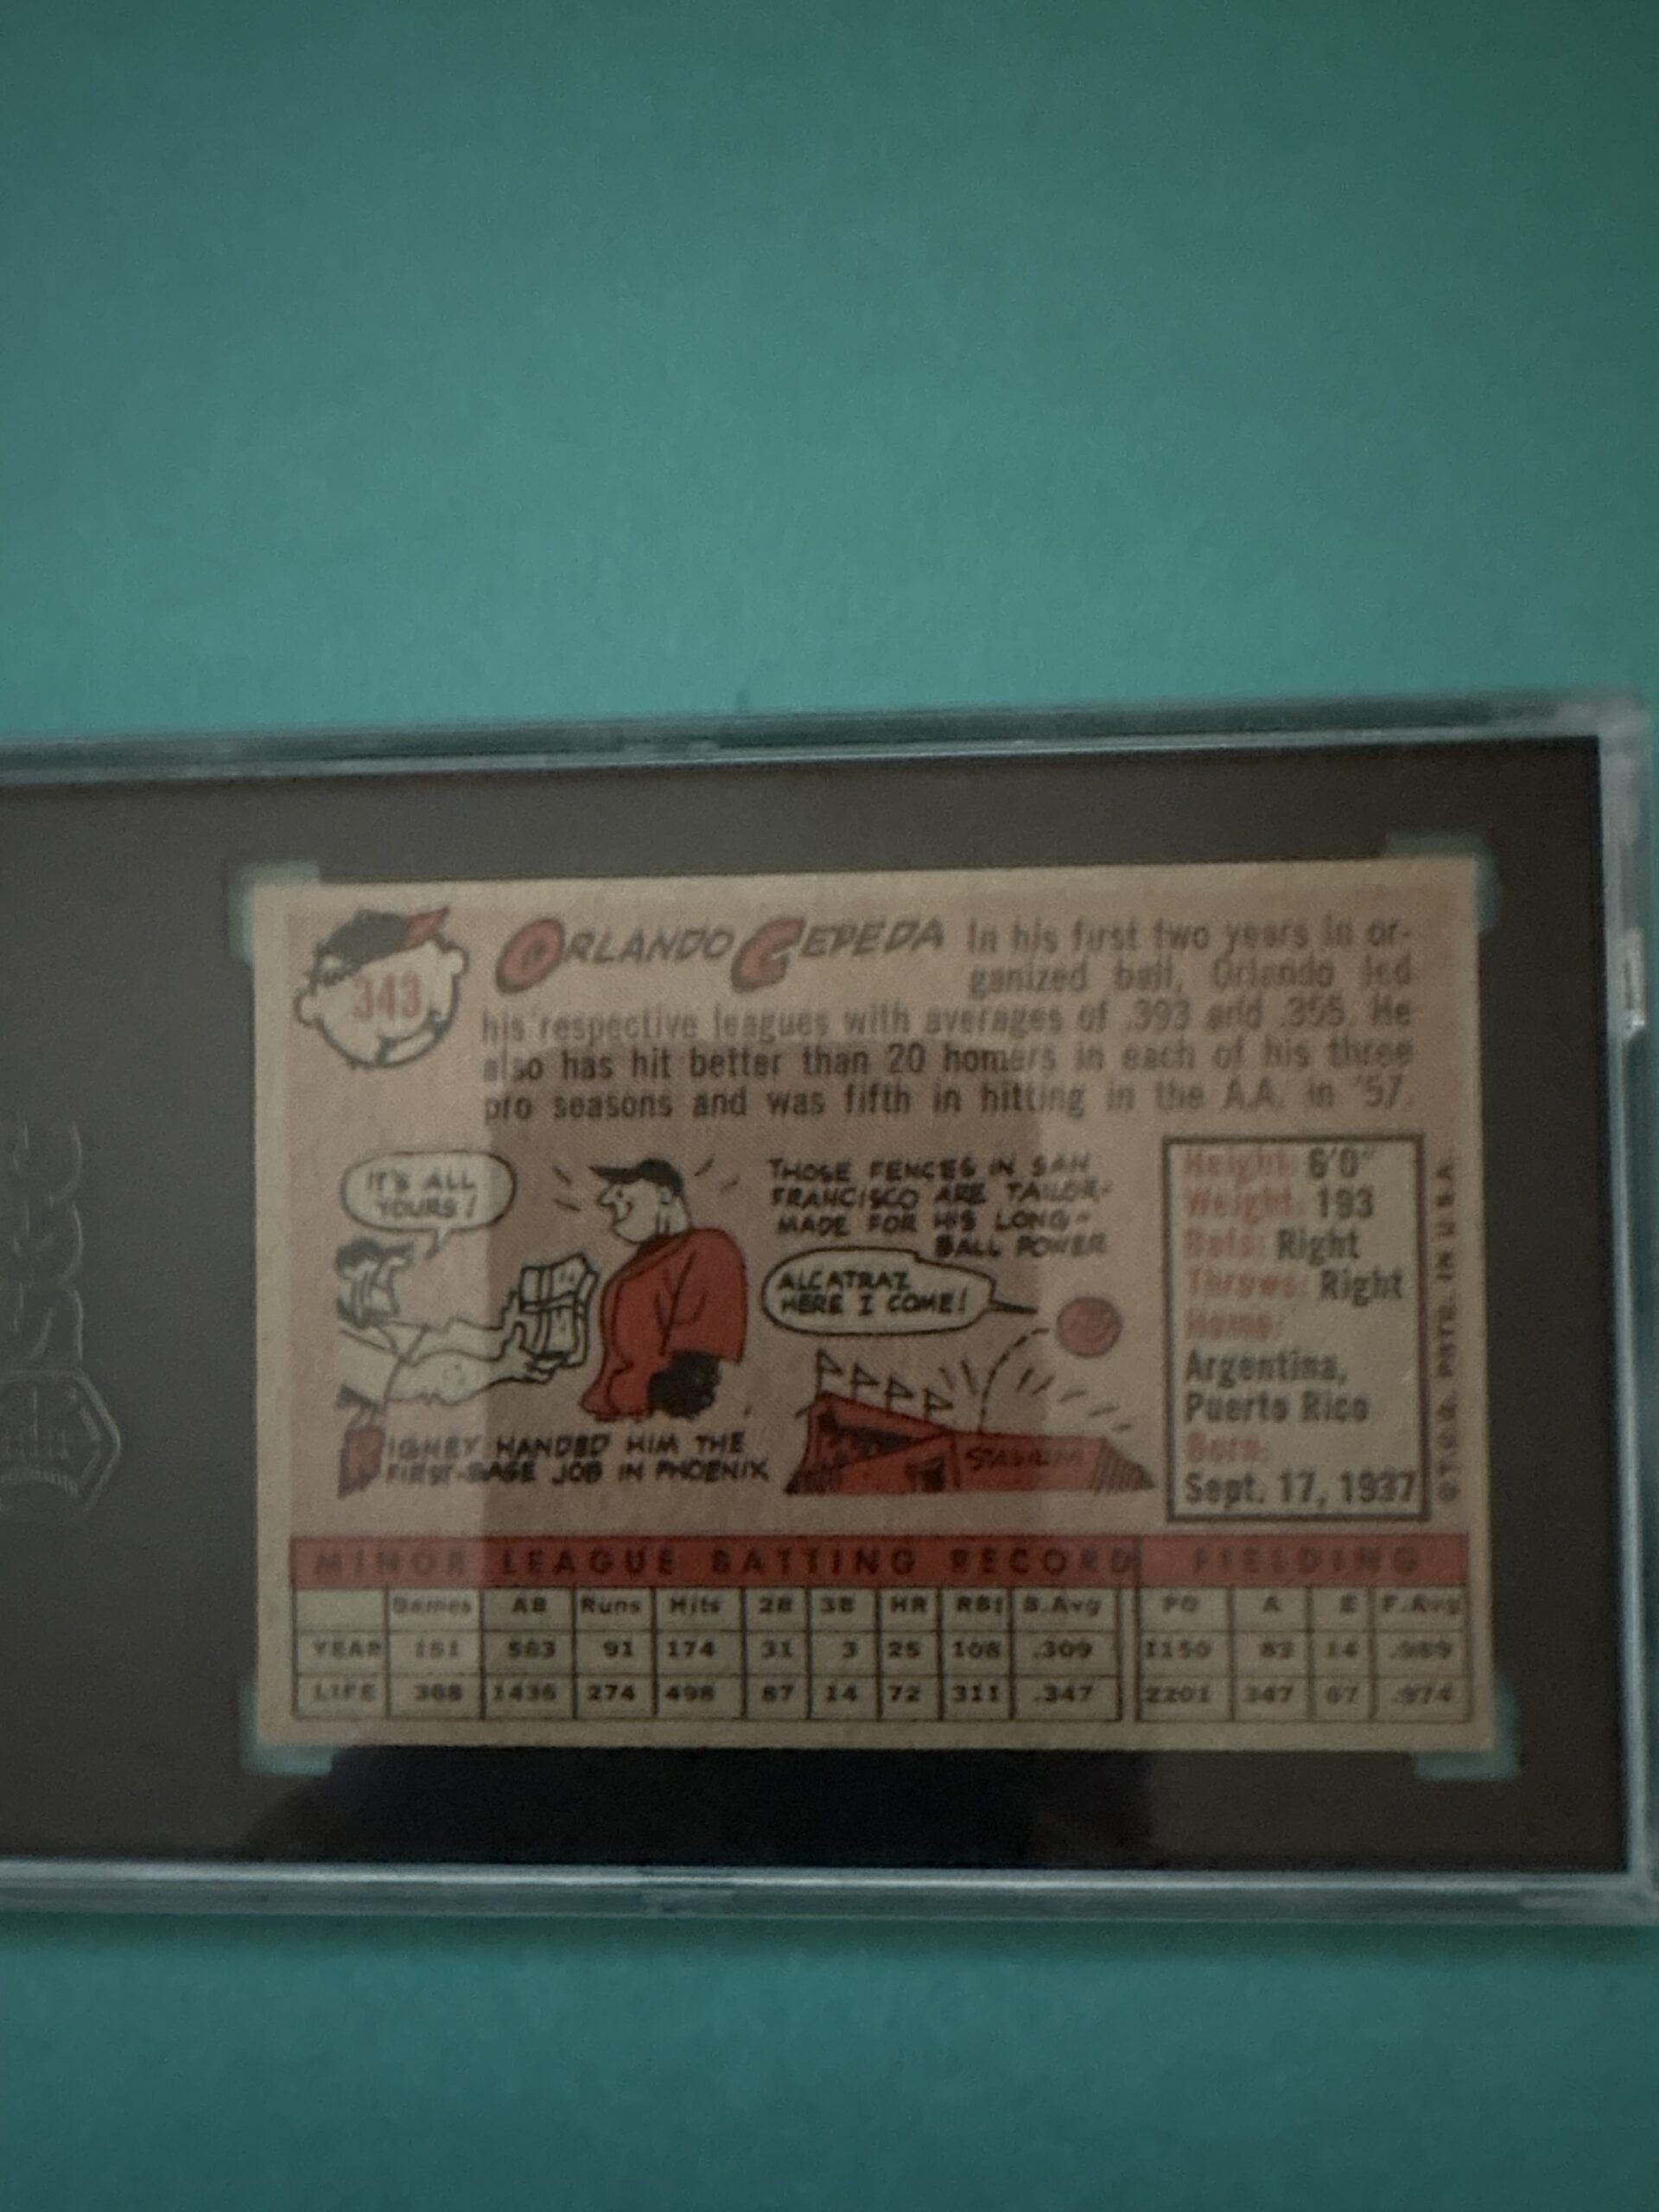 343
ORLANDO CEPEDA
In his first two years in or-
ganized ball, Orlando led
his respective leagues with averages of .393 and .355. He
also has hit better than 20 homers in each of his three
pro seasons and was fifth in hitting in the A.A. in '57.
IT'S ALL
YOURS!
RIGNEY HANDED HIM THE
FIRST-BASE JOB IN PHOENIX
THOSE FENCES IN SAN
FRANCISCO ARE TAILOR-
MADE FOR HIS LONG-
BALL POWER
ALCATRAZ
HERE I COME!
STADIUM
Height: 6'0"
Weight: 193
Bats: Right
Throws: Right
Home:
Argentina,
Puerto Rico
Born:
Sept. 17, 1937
© T.C.G. PRTD. IN U.S.A.
MINOR LEAGUE BATTING RECORD FIELDING
Games AB Runs Hits 2B 3B HR RBI B.Avg PO A E F.Avg
YEAR 151 563 91 174 31 3 25 108 .309 1150 83 14 .989
LIFE 368 1436 274 498 87 14 72 311 .347 2201 347 67 .974